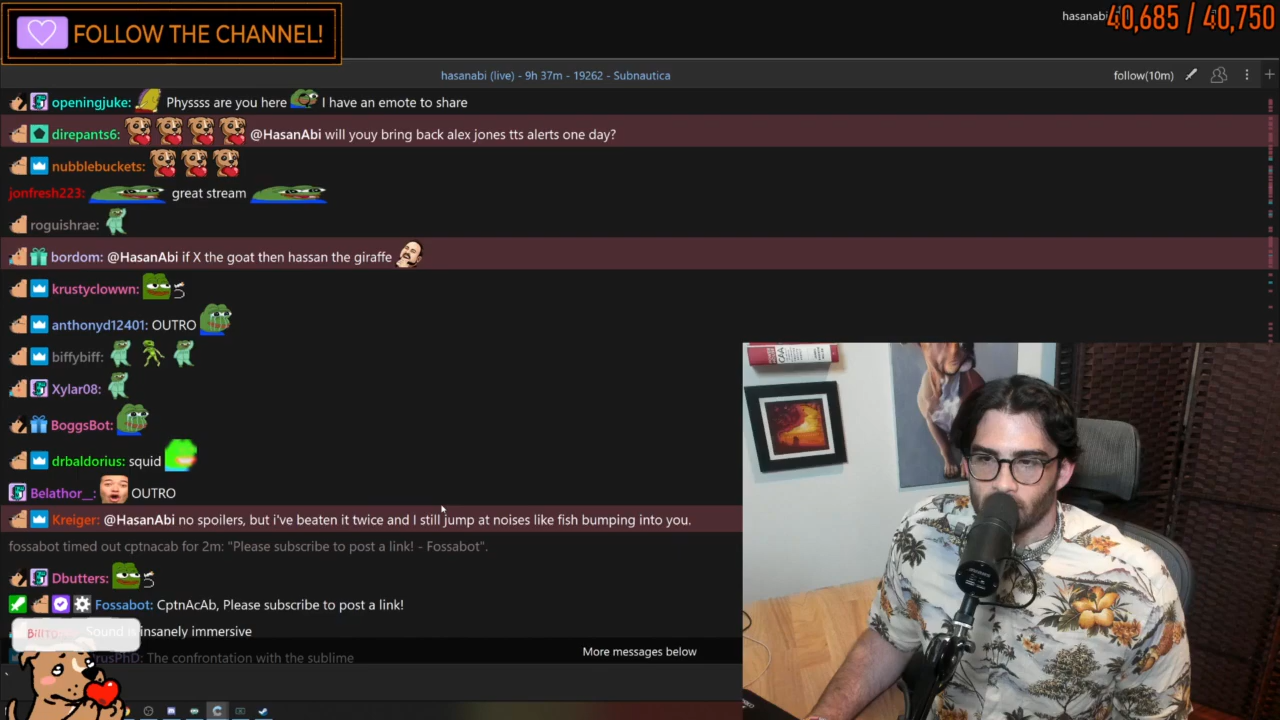 FOLLOW THE CHANNEL!
40,685 / 40,750
hasanabi (live) - 9h 37m - 19262 - Subnautica
follow(10m)
openingjuke: Physsss are you here I have an emote to share
direpants6: @HasanAbi will youy bring back alex jones tts alerts one day?
nubblebuckets:
jonfresh223: great stream
roguishrae:
bordom: @HasanAbi if X the goat then hassan the giraffe
krustyclowwn:
anthonyd12401: OUTRO
biffybiff:
Xylar08:
BoggsBot:
drbaldorius: squid
Belathor__: OUTRO
Kreiger: @HasanAbi no spoilers, but i've beaten it twice and I still jump at noises like fish bumping into you.
fossabot timed out cptnacab for 2m: "Please subscribe to post a link! - Fossabot".
Dbutters:
Fossabot: CptnAcAb, Please subscribe to post a link!
Sound is insanely immersive
The confrontation with the sublime
More messages below